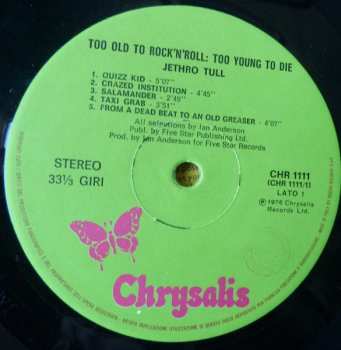 TOO OLD TO ROCK'N'ROLL: TOO YOUNG TO DIE
JETHRO TULL
1. QUIZZ KID - 5'07"
2. CRAZED INSTITUTION - 4'45"
3. SALAMANDER - 2'45"
4. TAXI GRAB - 3'51"
5. FROM A DEAD BEAT TO AN OLD GREASER - 4'07"
All selections by Ian Anderson
Publ. by Five Star Publishing Ltd.
Prod. by Ian Anderson for Five Star Records
STEREO
33⅓ GIRI
CHR 1111
(CHR 1111/1)
LATO 1
℗ 1976 Chrysalis
Records Ltd.
Chrysalis